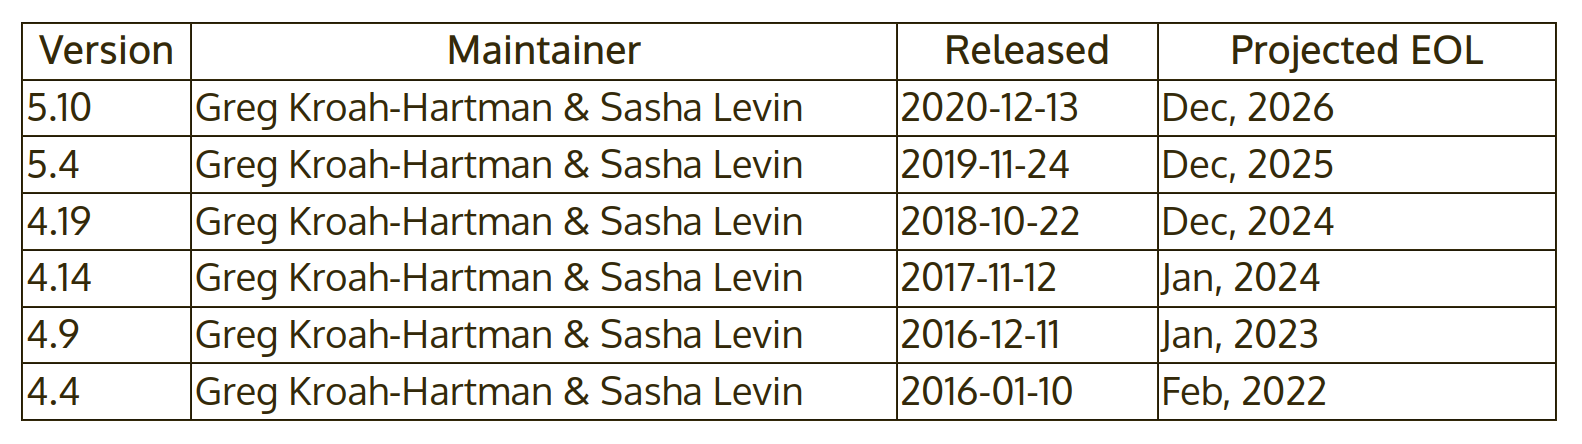 Version Maintainer Released Projected EOL
5.10 Greg Kroah-Hartman & Sasha Levin 2020-12-13 Dec, 2026
5.4 Greg Kroah-Hartman & Sasha Levin 2019-11-24 Dec, 2025
4.19 Greg Kroah-Hartman & Sasha Levin 2018-10-22 Dec, 2024
4.14 Greg Kroah-Hartman & Sasha Levin 2017-11-12 Jan, 2024
4.9 Greg Kroah-Hartman & Sasha Levin 2016-12-11 Jan, 2023
4.4 Greg Kroah-Hartman & Sasha Levin 2016-01-10 Feb, 2022